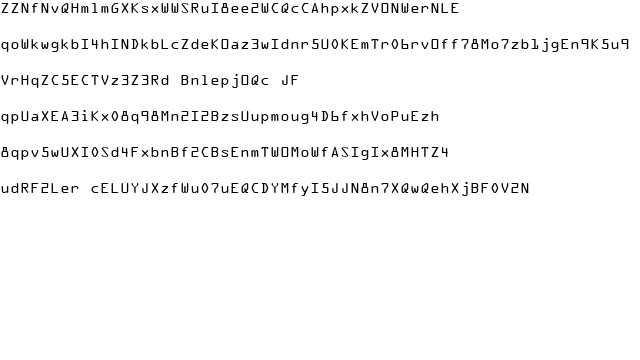 ZZNfNvQHmlmGXKsxWWSRuI8ee2WCQcCAhpxkZVONWerNLE
qoWkwgkbI4hINDkbLcZdeKOaz3wIdnr5U0KEmTr06rvOff78Mo7zb1jgEn9K5u9
VrHqZC5ECTVz3Z3Rd BnlepjOQc JF
qpUaXEA3iKx08q98Mn2I2BzsUupmoug4D6fxhVoPuEzh
8qpv5wUXI0Sd4FxbnBf2CBsEnmTWOMoWfASIgIx8MHTZ4
udRF2Ler cELUYJXzfWu07uEQCDYMfyI5JJN8n7XQwQehXjBF0V2N